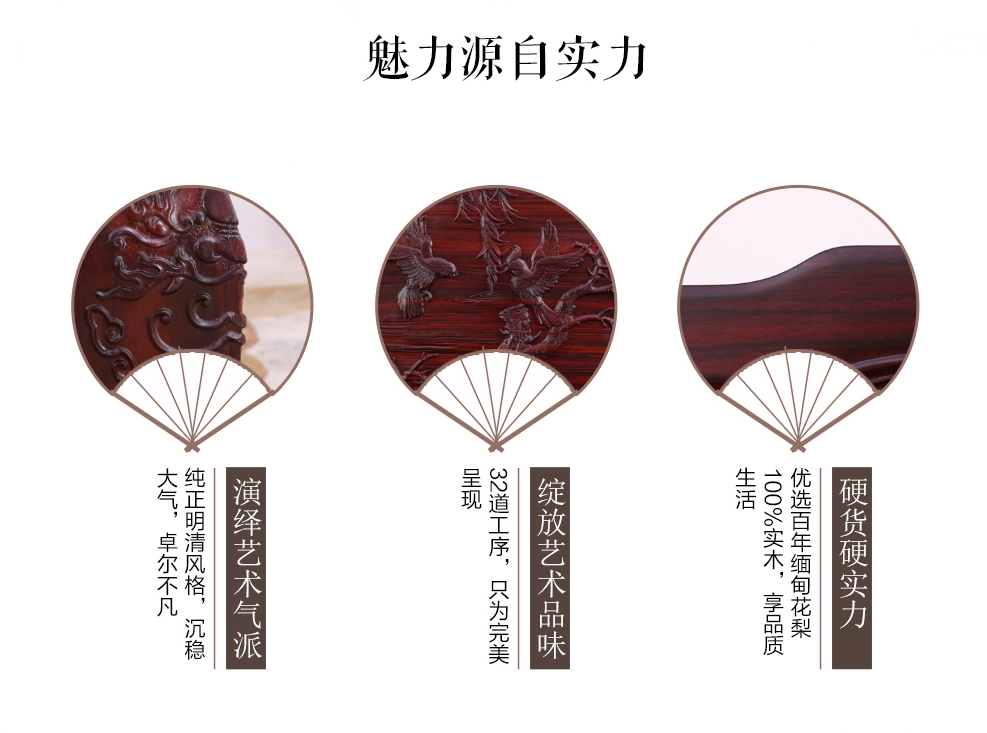 魅力源自实力
演绎艺术气派
纯正明清风格，沉稳
大气，卓尔不凡
绽放艺术品味
32道工序，只为完美
呈现
硬货硬实力
优选百年缅甸花梨
100%实木，享品质
生活